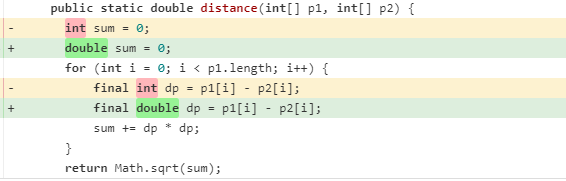 public static double distance(int[] p1, int[] p2) {
- int sum = 0;
+ double sum = 0;
for (int i = 0; i < p1.length; i++) {
- final int dp = p1[i] - p2[i];
+ final double dp = p1[i] - p2[i];
sum += dp * dp;
}
return Math.sqrt(sum);